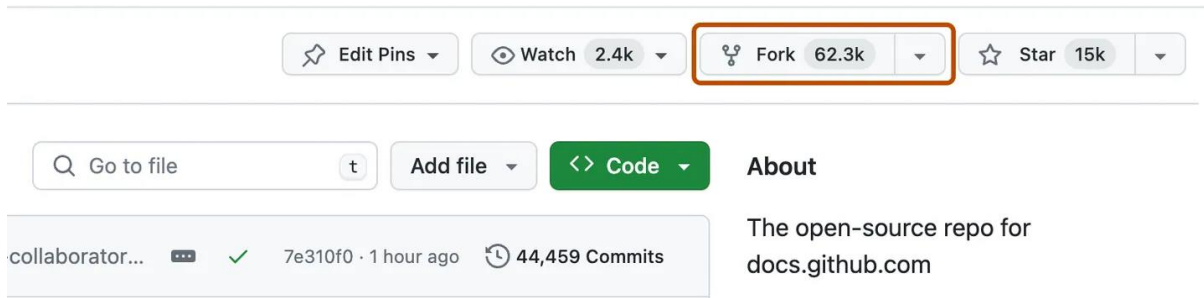 Edit Pins Watch 2.4k Fork 62.3k Star 15k
Go to file t Add file Code About
The open-source repo for
docs.github.com
-collaborator... 7e310f0 · 1 hour ago 44,459 Commits